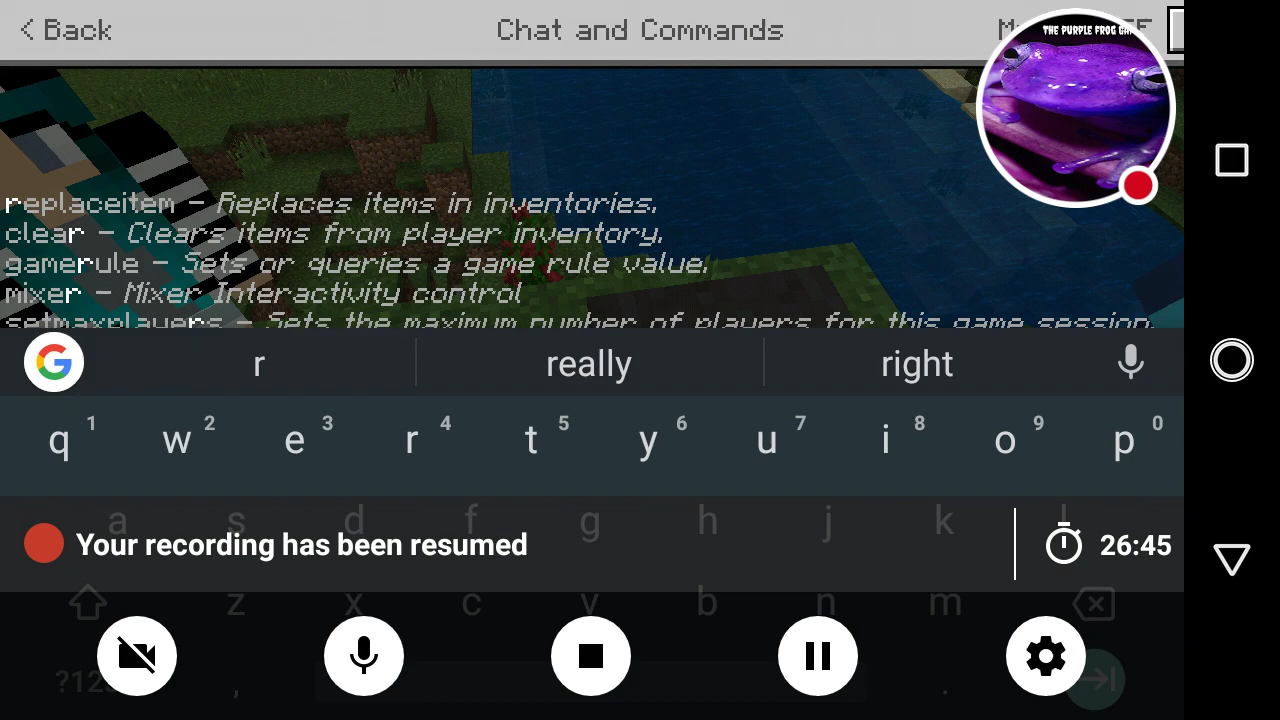 < Back
Chat and Commands
THE PURPLE FROG
replaceitem – Replaces items in inventories.
clear – Clears items from player inventory.
gamerule – Sets or queries a game rule value.
mixer – Mixer Interactivity control
setmaxplayers – Sets the maximum number of players for this game session.
r really right
q 1 w 2 e 3 r 4 t 5 y 6 u 7 i 8 o 9 p 0
a s d f g h j k l
Your recording has been resumed
26:45
z x c v b n m
, .